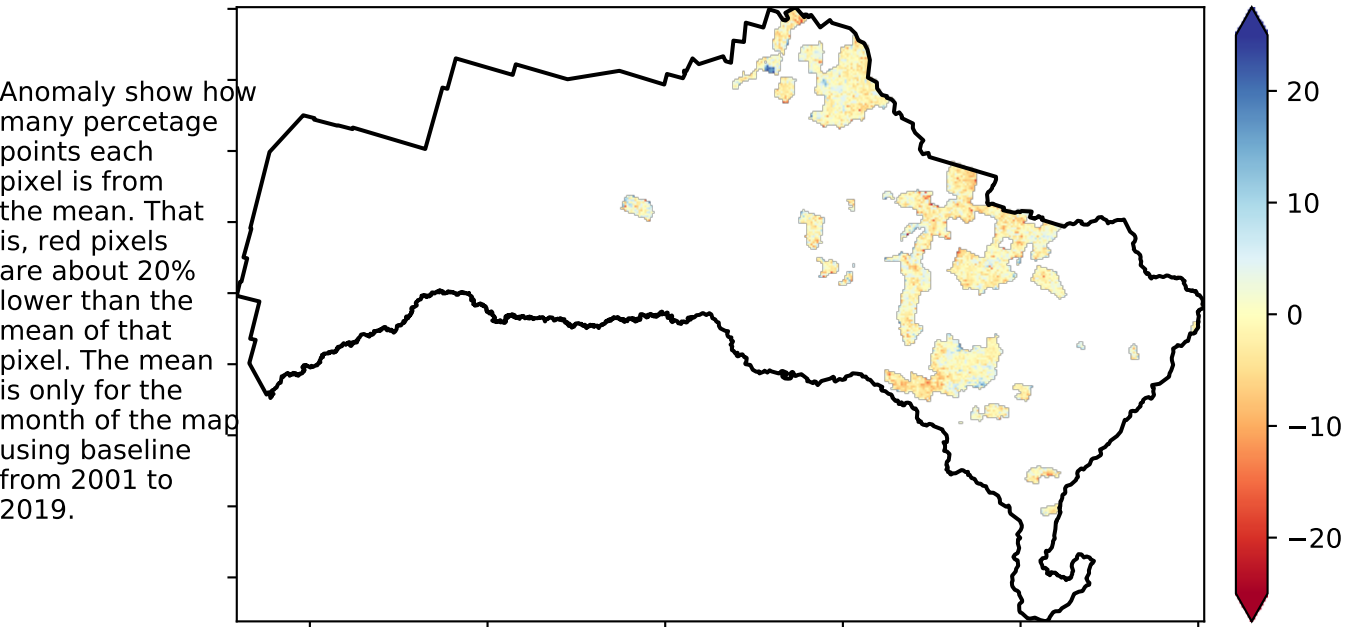 Anomaly show how
many percetage
points each
pixel is from
the mean. That
is, red pixels
are about 20%
lower than the
mean of that
pixel. The mean
is only for the
month of the map
using baseline
from 2001 to
2019.
20
10
0
−10
−20